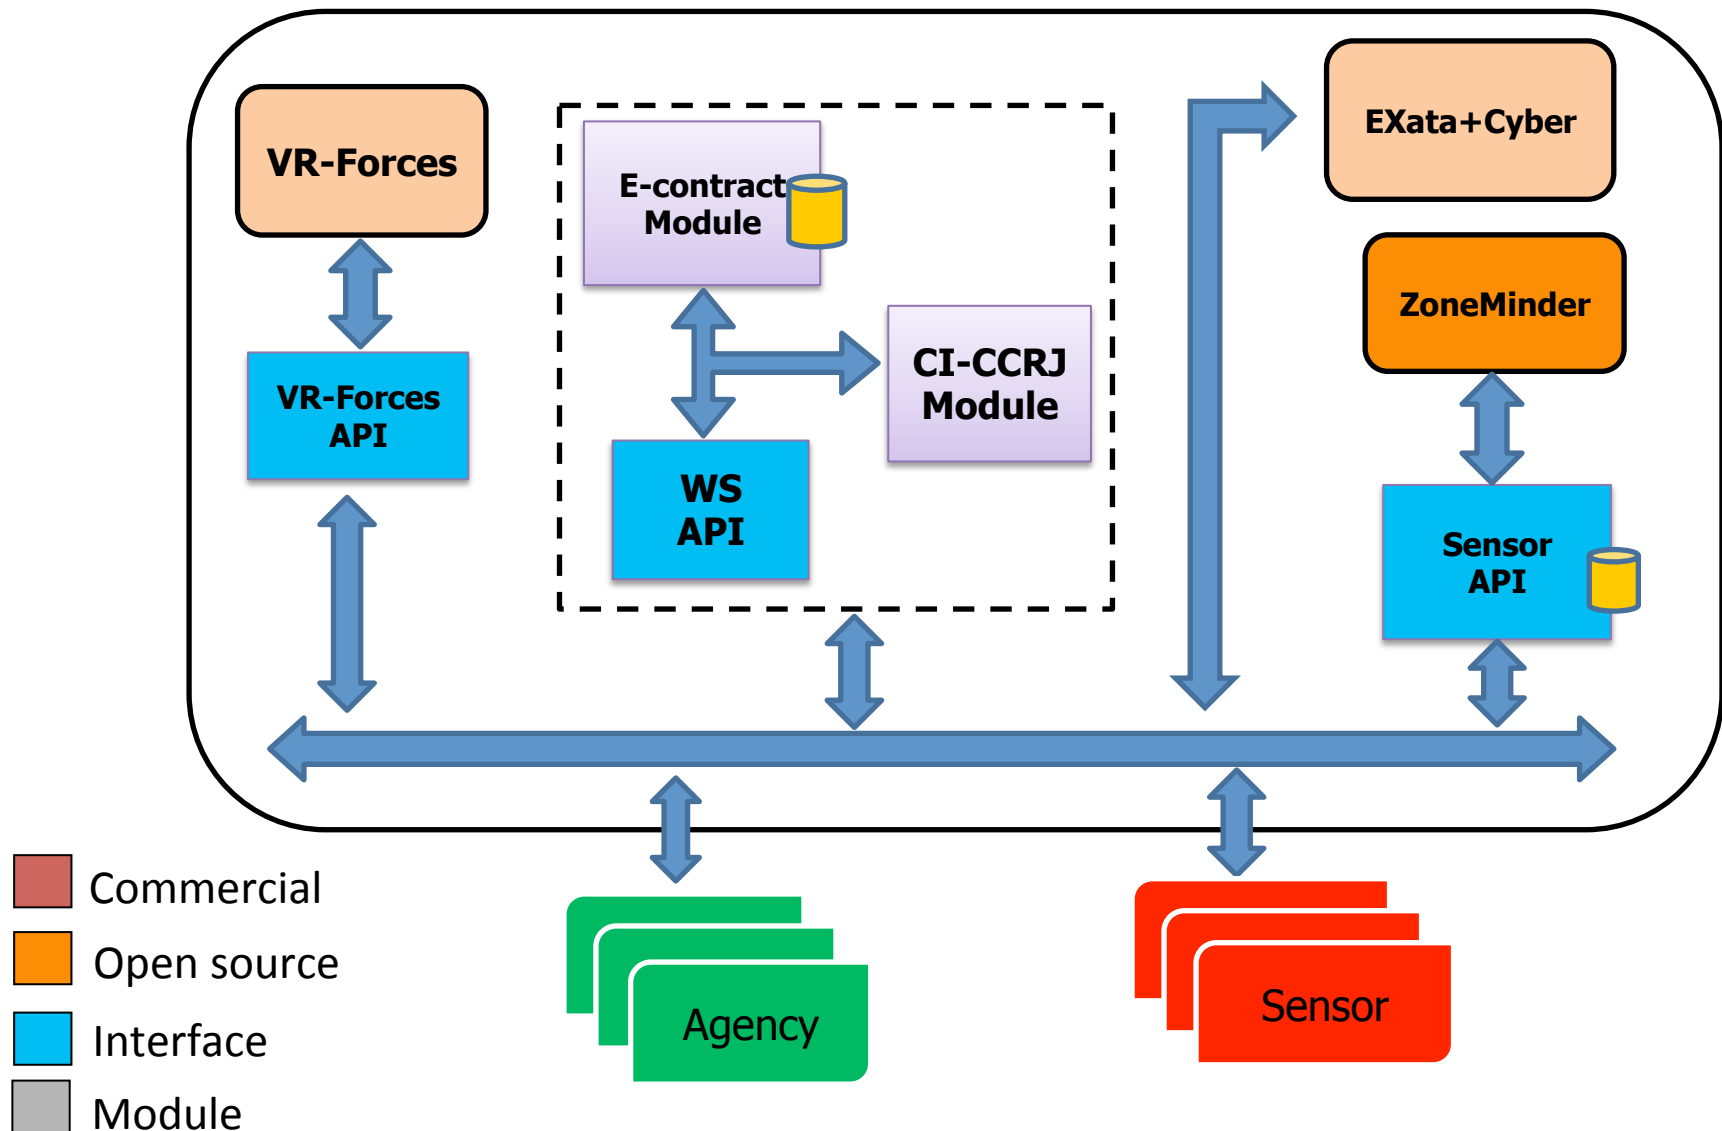 VR-Forces
VR-Forces
API
E-contract
Module
CI-CCRJ
Module
WS
API
EXata+Cyber
ZoneMinder
Sensor
API
Agency
Sensor
Commercial
Open source
Interface
Module